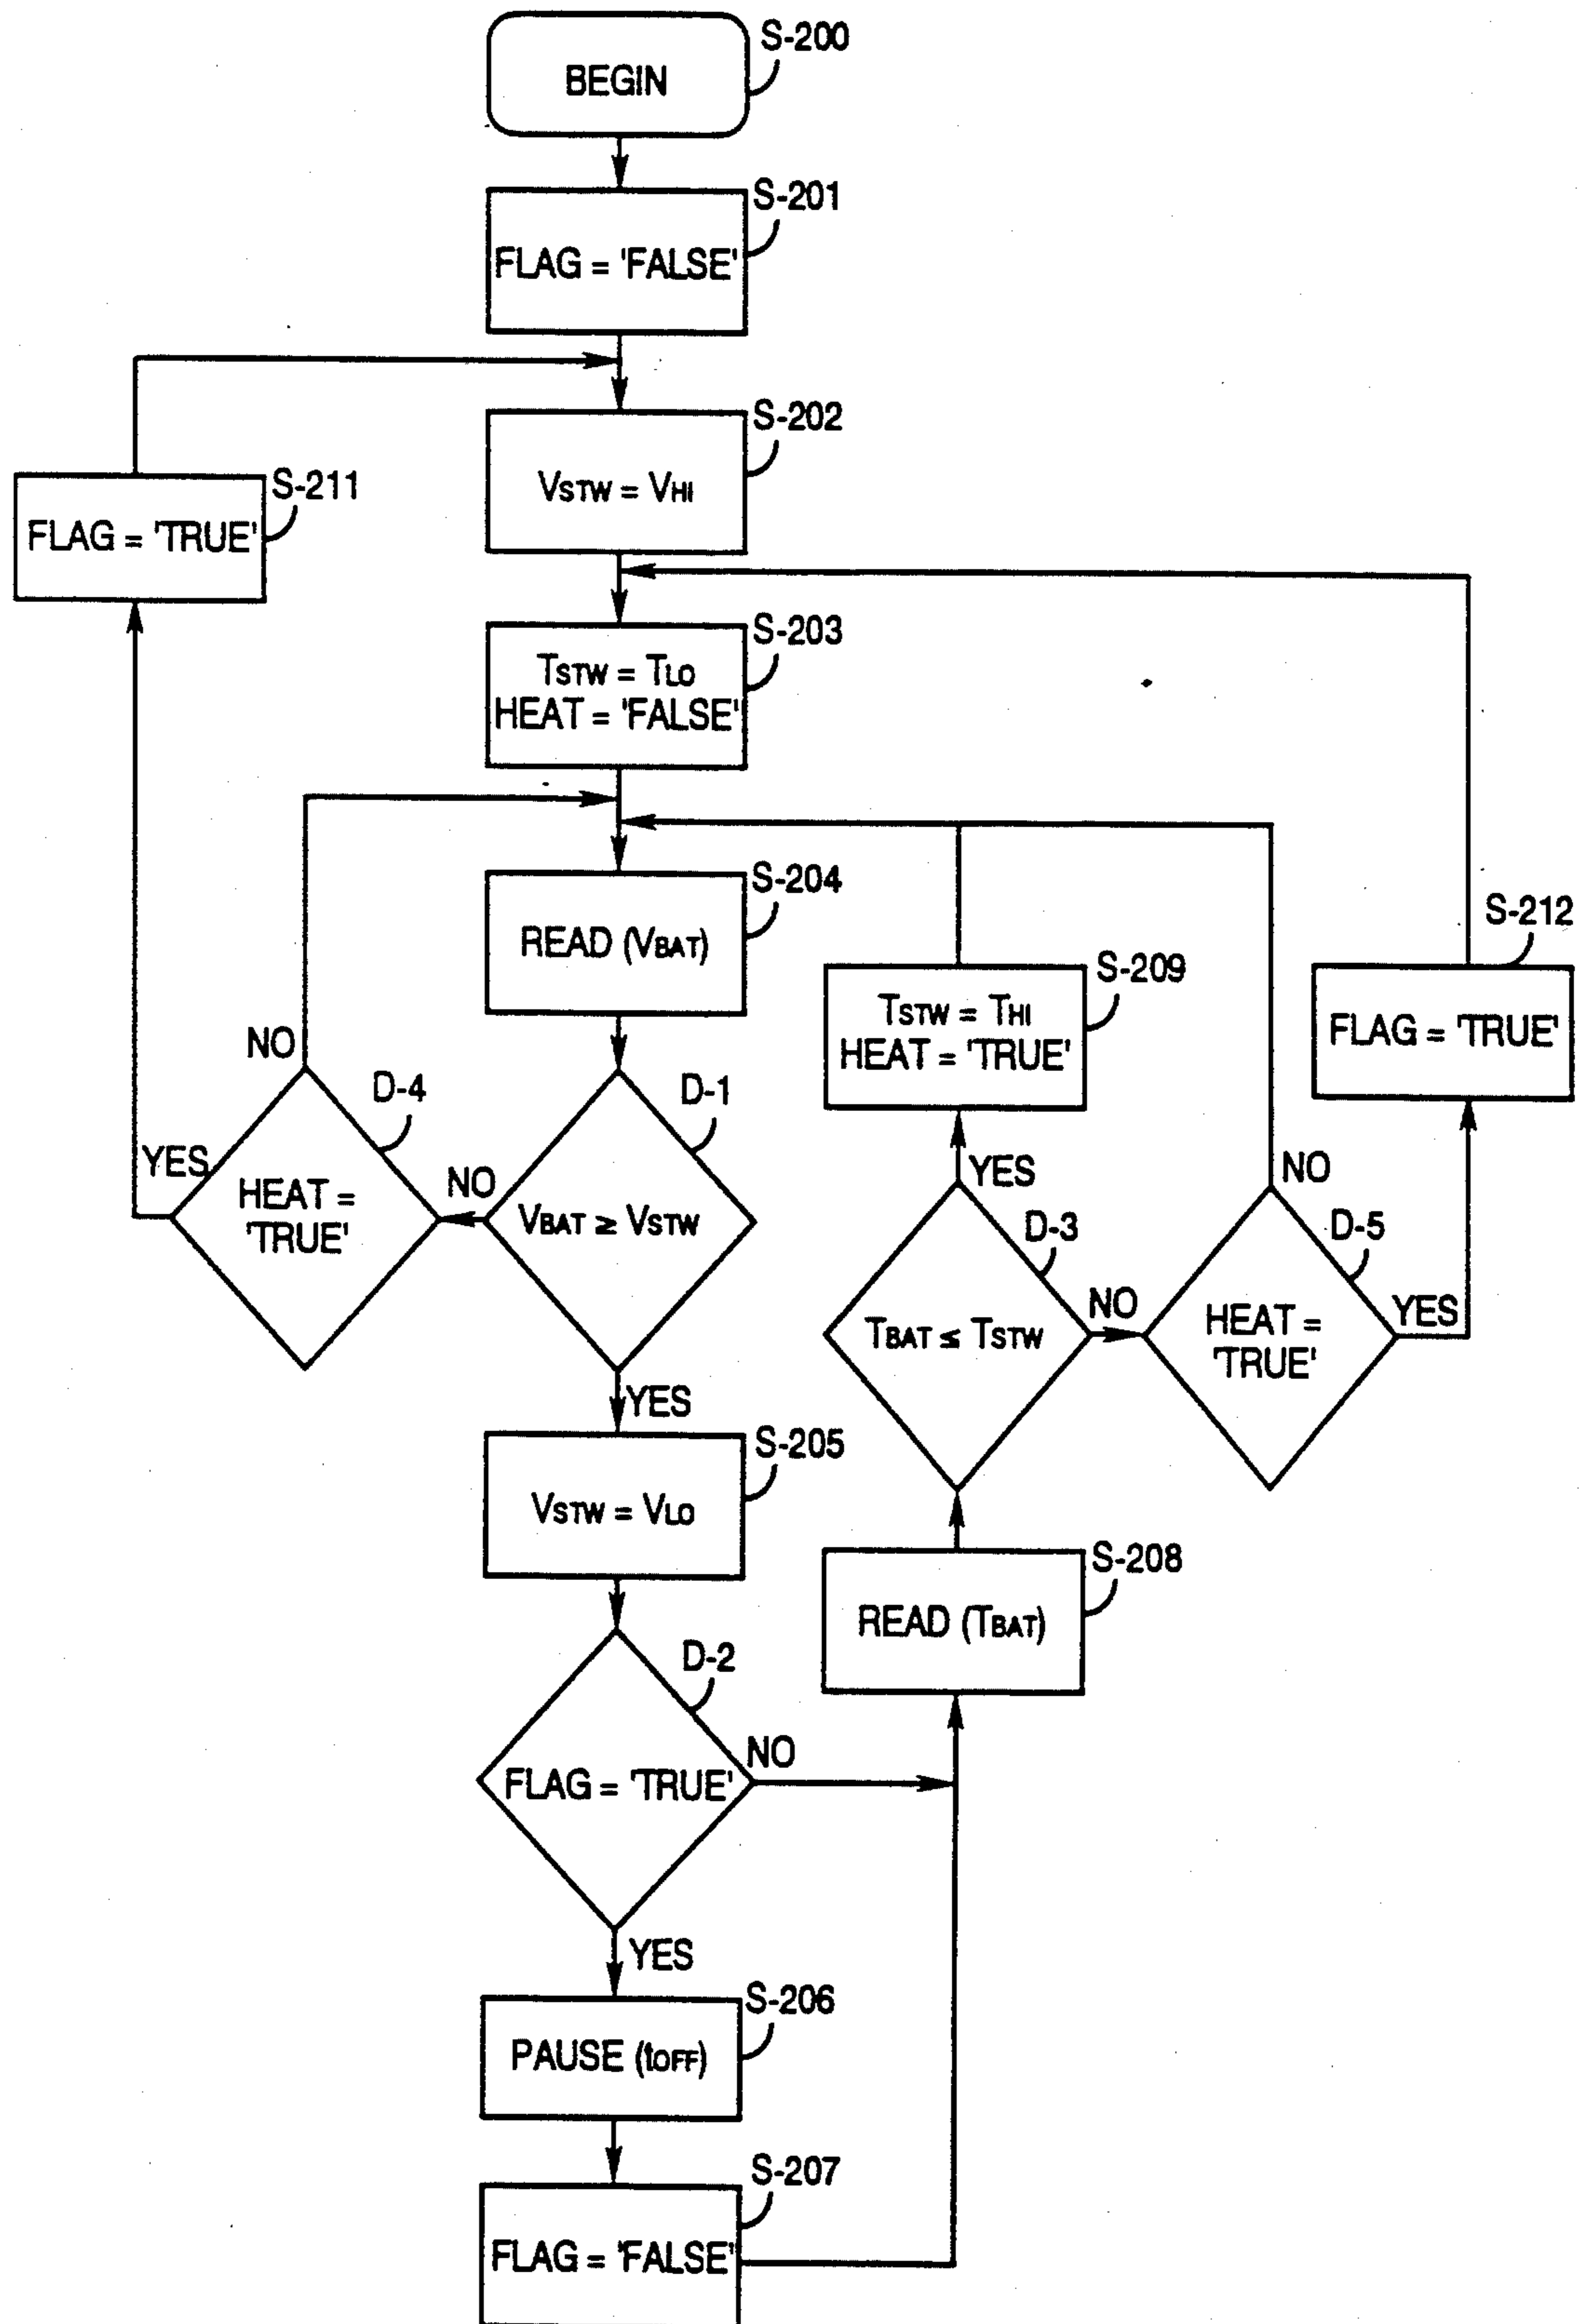 BEGIN
S-200
FLAG = 'FALSE'
S-201
VSTW = VHI
S-202
FLAG = 'TRUE'
S-211
TSTW = TLO
HEAT = 'FALSE'
S-203
READ (VBAT)
S-204
TSTW = THI
HEAT = 'TRUE'
S-209
FLAG = 'TRUE'
S-212
NO
D-4
YES
HEAT =
'TRUE'
NO
D-1
VBAT ≥ VSTW
YES
YES
D-3
TBAT ≤ TSTW
NO
NO
D-5
HEAT =
'TRUE'
YES
VSTW = VLO
S-205
READ (TBAT)
S-208
D-2
FLAG = 'TRUE'
NO
YES
PAUSE (tOFF)
S-206
FLAG = 'FALSE'
S-207